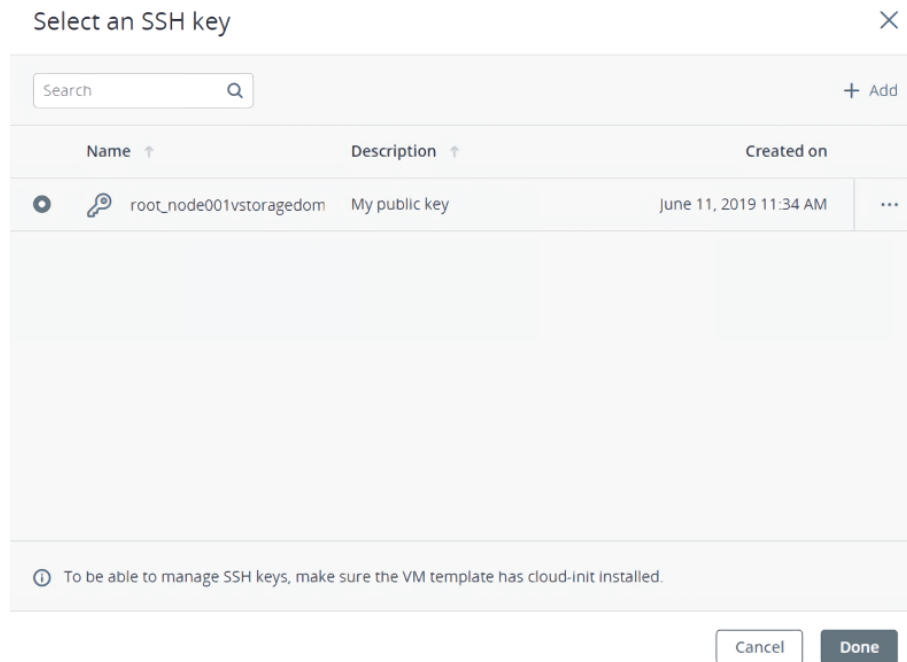 Select an SSH key
Search
Add
Name Description Created on
root_node001vstoragedom My public key June 11, 2019 11:34 AM
To be able to manage SSH keys, make sure the VM template has cloud-init installed.
Cancel Done